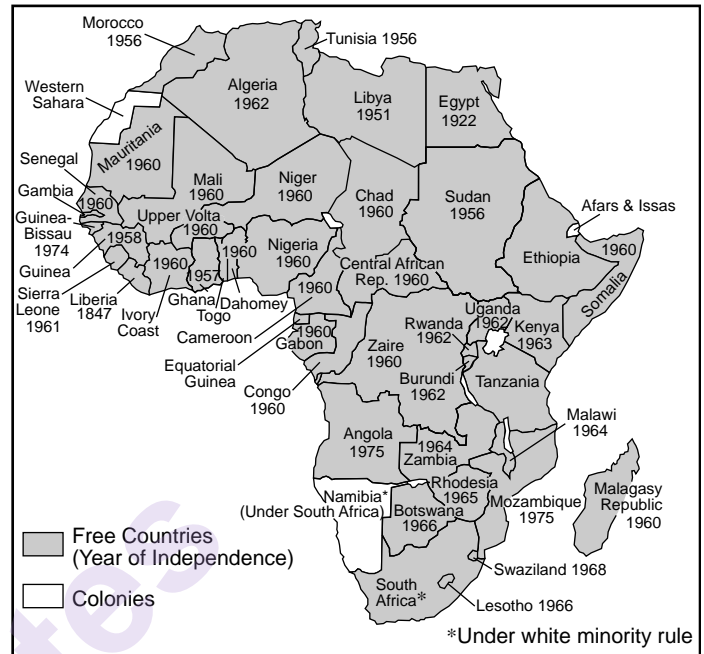 Morocco
1956
Tunisia 1956
Western
Sahara
Algeria
1962
Libya
1951
Egypt
1922
Mauritania
1960
Senegal
1960
Mali
1960
Niger
1960
Chad
1960
Sudan
1956
Afars & Issas
Gambia
Guinea-
Bissau
1974
Upper Volta
1960
1958
Guinea
Sierra
Leone
1961
Liberia
1847
1960
Ivory
Coast
1957
Ghana
Togo
1960
Dahomey
Nigeria
1960
Central African
Rep. 1960
Ethiopia
1960
Somalia
1960
Cameroon
Equatorial
Guinea
1960
Gabon
Congo
1960
Zaire
1960
Uganda
1962
Rwanda
1962
Kenya
1963
Burundi
1962
Tanzania
Malawi
1964
Angola
1975
1964
Zambia
Rhodesia
1965
Mozambique
1975
Malagasy
Republic
1960
Namibia*
(Under South Africa)
Botswana
1966
Swaziland 1968
South
Africa*
Lesotho 1966
Free Countries
(Year of Independence)
Colonies
*Under white minority rule
tes